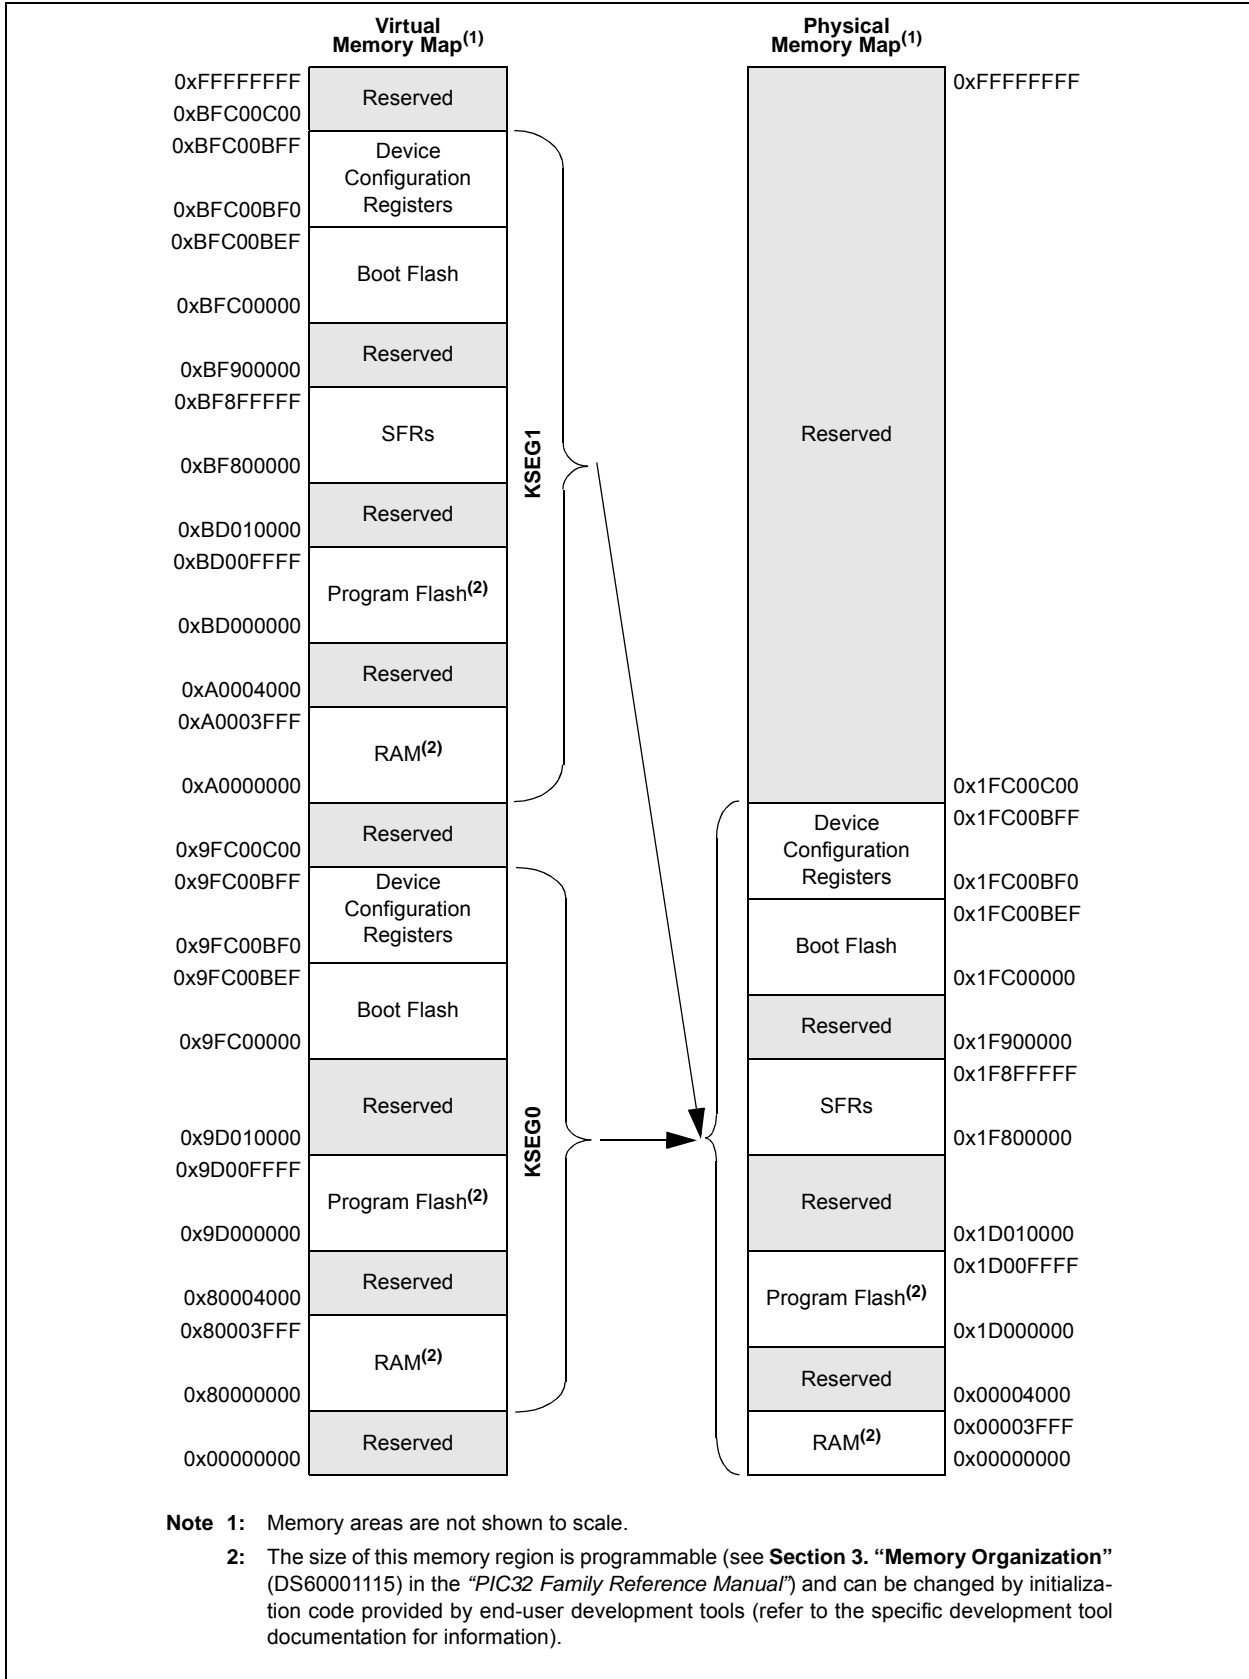 Virtual
Memory Map(1)
0xFFFFFFFF
Reserved
0xBFC00C00
0xBFC00BFF
Device
Configuration
Registers
0xBFC00BF0
0xBFC00BEF
Boot Flash
0xBFC00000
Reserved
0xBF900000
0xBF8FFFFF
SFRs
0xBF800000
Reserved
0xBD010000
0xBD00FFFF
Program Flash(2)
0xBD000000
Reserved
0xA0004000
0xA0003FFF
RAM(2)
0xA0000000
KSEG1
Reserved
0x9FC00C00
0x9FC00BFF
Device
Configuration
Registers
0x9FC00BF0
0x9FC00BEF
Boot Flash
0x9FC00000
Reserved
0x9D010000
0x9D00FFFF
Program Flash(2)
0x9D000000
Reserved
0x80004000
0x80003FFF
RAM(2)
0x80000000
KSEG0
Reserved
0x00000000
Physical
Memory Map(1)
0xFFFFFFFF
Reserved
0x1FC00C00
0x1FC00BFF
Device
Configuration
Registers
0x1FC00BF0
0x1FC00BEF
Boot Flash
0x1FC00000
Reserved
0x1F900000
0x1F8FFFFF
SFRs
0x1F800000
Reserved
0x1D010000
0x1D00FFFF
Program Flash(2)
0x1D000000
Reserved
0x00004000
0x00003FFF
RAM(2)
0x00000000
Note 1: Memory areas are not shown to scale.
2: The size of this memory region is programmable (see Section 3. “Memory Organization”
(DS60001115) in the “PIC32 Family Reference Manual”) and can be changed by initializa-
tion code provided by end-user development tools (refer to the specific development tool
documentation for information).